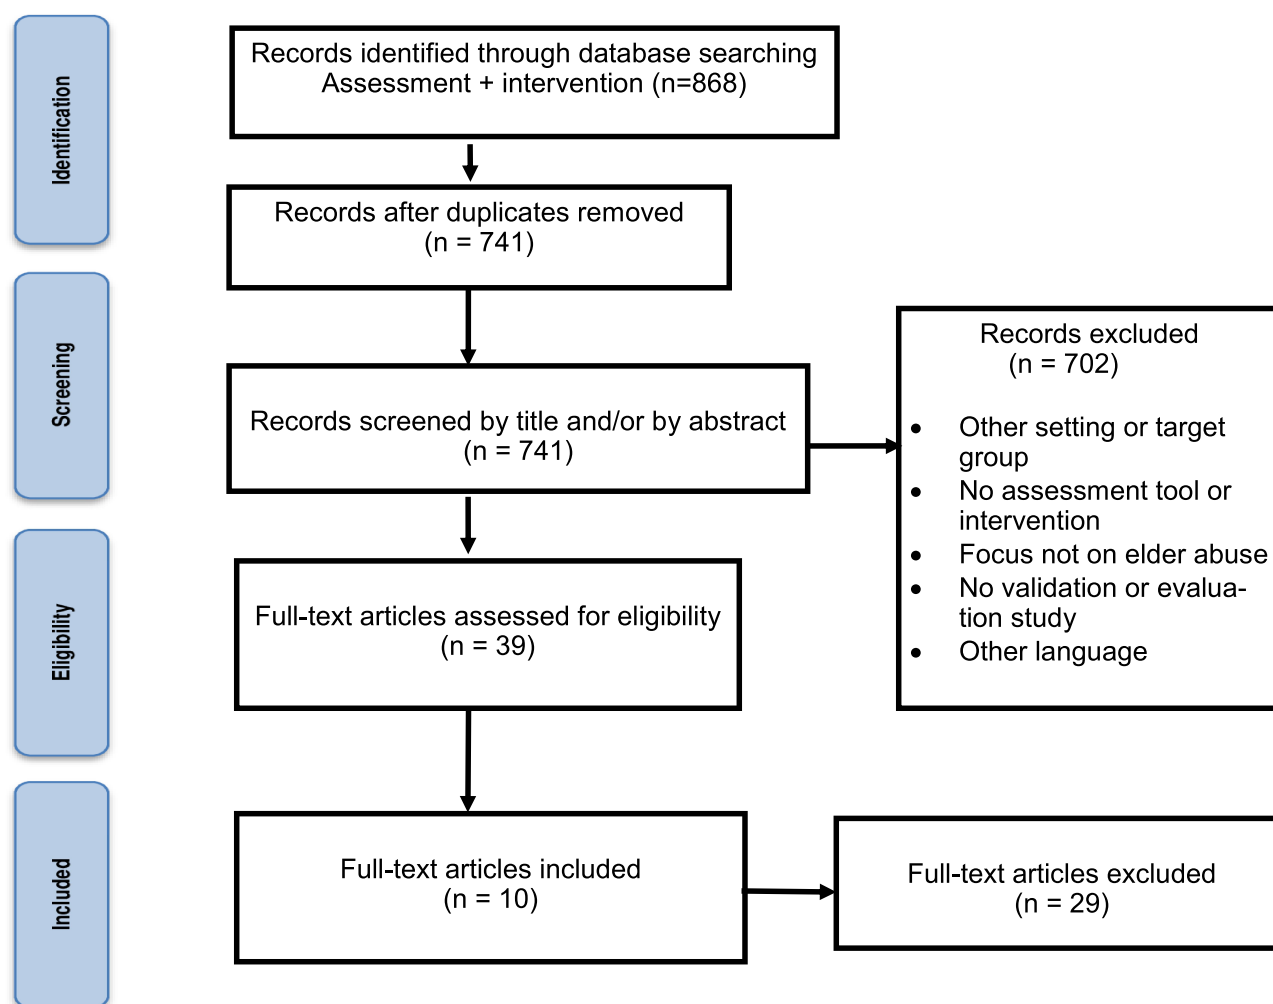 Identification
Records identified through database searching
Assessment + intervention (n=868)
Records after duplicates removed
(n = 741)
Screening
Records screened by title and/or by abstract
(n = 741)
Records excluded
(n = 702)
• Other setting or target
group
• No assessment tool or
intervention
• Focus not on elder abuse
• No validation or evalua-
tion study
• Other language
Eligibility
Full-text articles assessed for eligibility
(n = 39)
Included
Full-text articles included
(n = 10)
Full-text articles excluded
(n = 29)